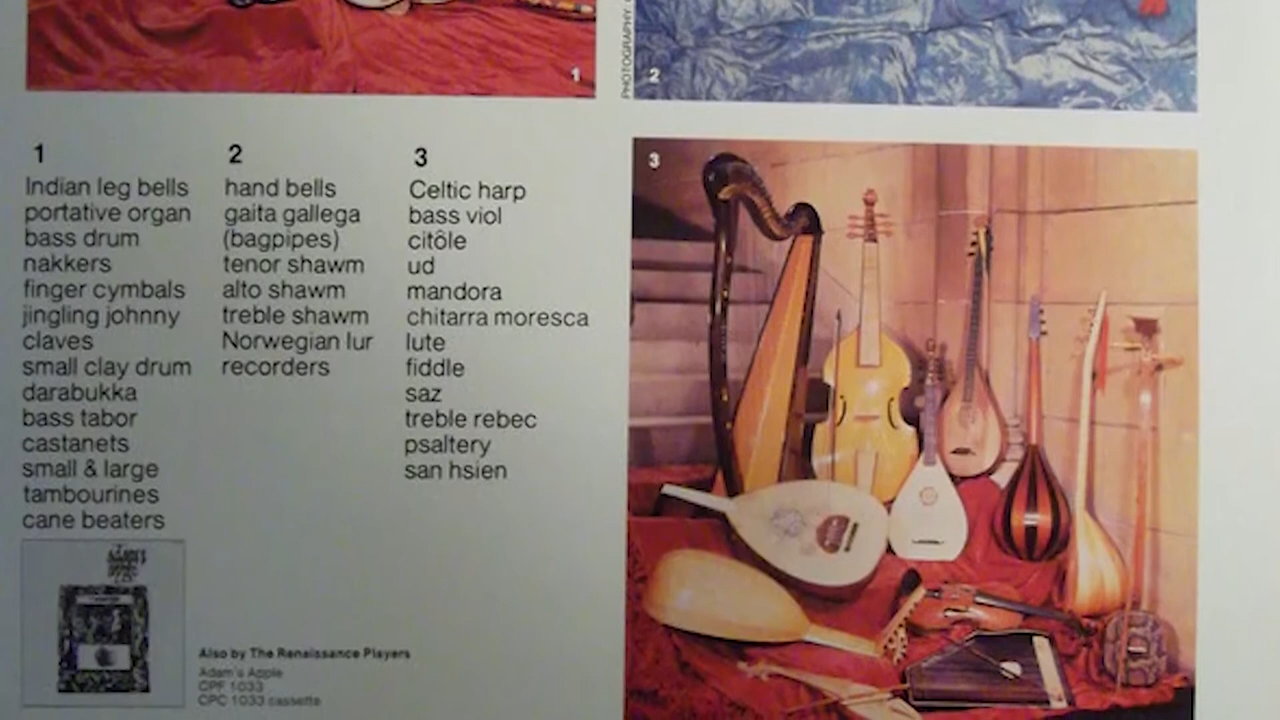 1
PHOTOGRAPHY
2
1
Indian leg bells
portative organ
bass drum
nakkers
finger cymbals
jingling johnny
claves
small clay drum
darabukka
bass tabor
castanets
small & large
tambourines
cane beaters
2
hand bells
gaita gallega
(bagpipes)
tenor shawm
alto shawm
treble shawm
Norwegian lur
recorders
3
Celtic harp
bass viol
citôle
ud
mandora
chitarra moresca
lute
fiddle
saz
treble rebec
psaltery
san hsien
3
Also by The Renaissance Players
Adam's Apple
CPF 1033
CPC 1033 cassette